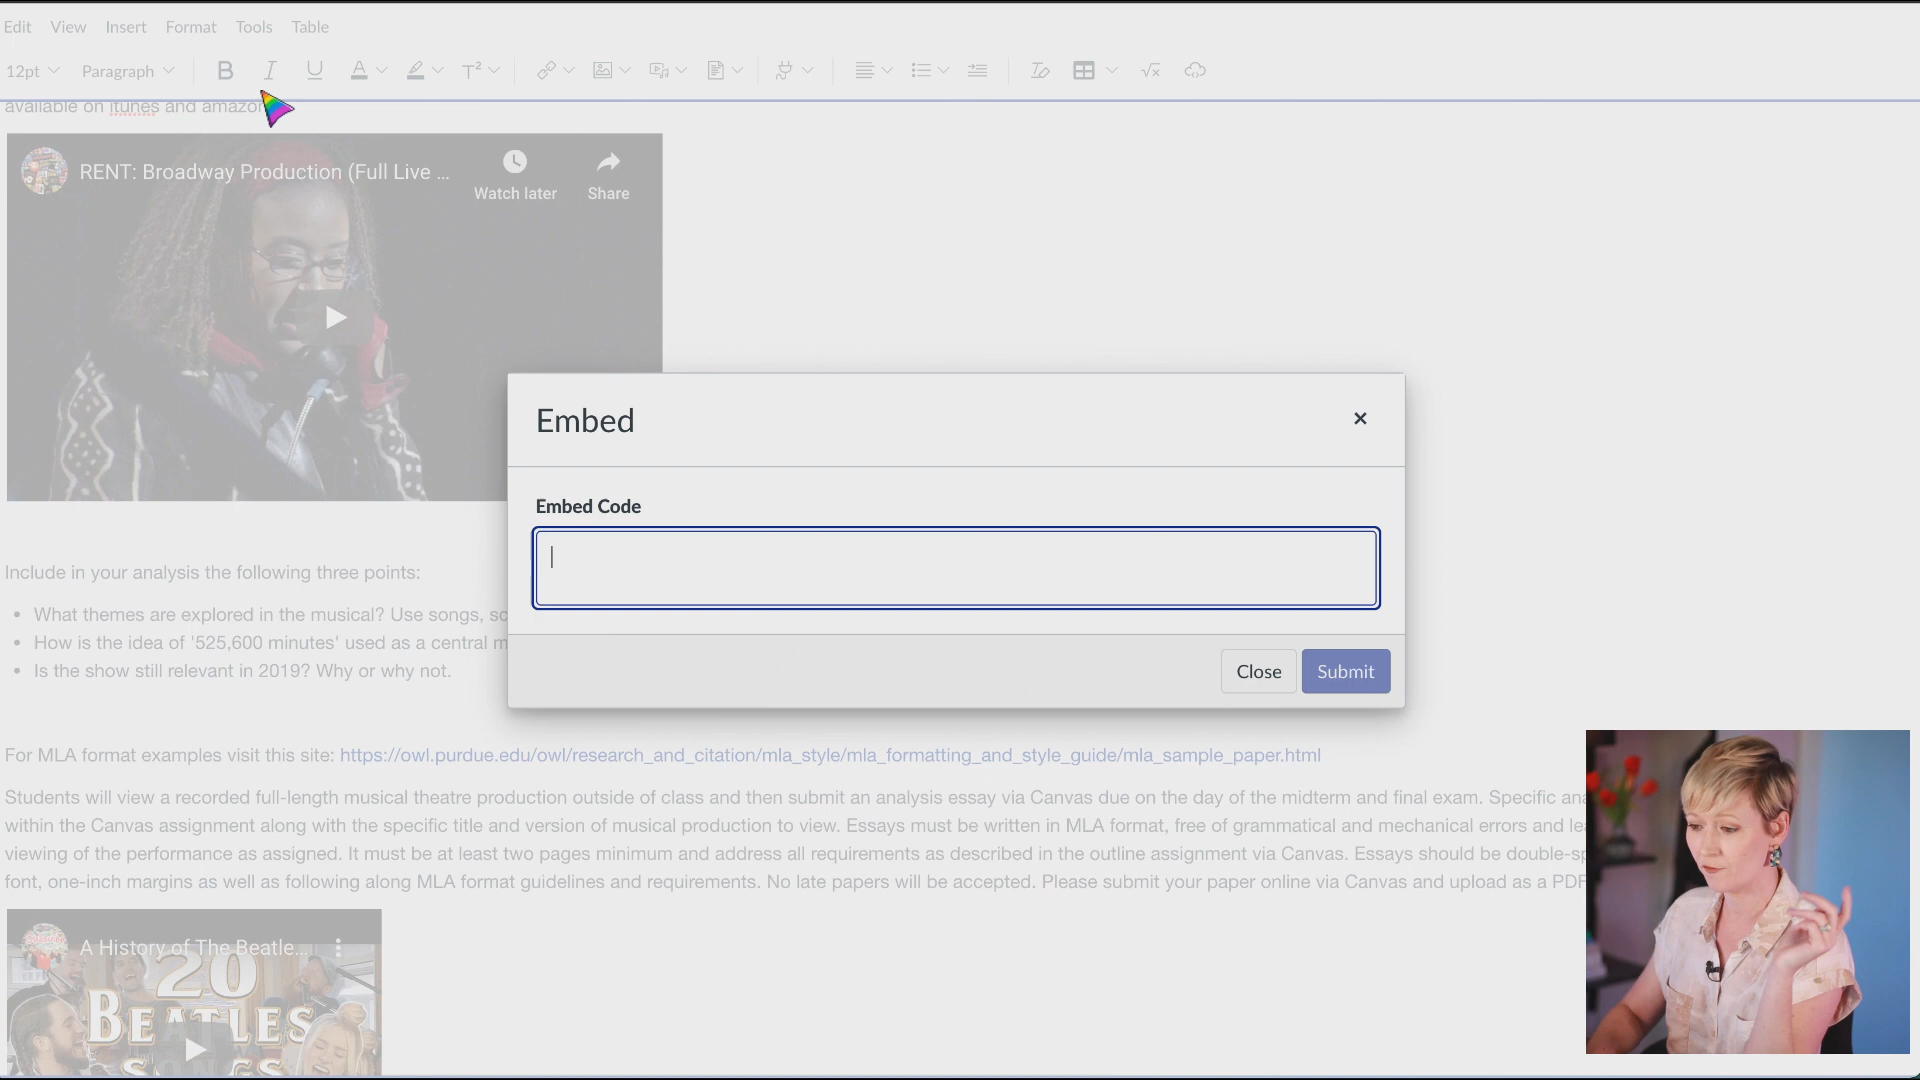 Edit View Insert Format Tools Table
12pt Paragraph B I U A T²
available on itunes and amazon
RENT: Broadway Production (Full Live ...
Watch later Share
Embed
Embed Code
Close Submit
Include in your analysis the following three points:
• What themes are explored in the musical? Use songs, sc
• How is the idea of '525,600 minutes' used as a central m
• Is the show still relevant in 2019? Why or why not.
For MLA format examples visit this site: https://owl.purdue.edu/owl/research_and_citation/mla_style/mla_formatting_and_style_guide/mla_sample_paper.html
Students will view a recorded full-length musical theatre production outside of class and then submit an analysis essay via Canvas due on the day of the midterm and final exam. Specific ana
within the Canvas assignment along with the specific title and version of musical production to view. Essays must be written in MLA format, free of grammatical and mechanical errors and lea
viewing of the performance as assigned. It must be at least two pages minimum and address all requirements as described in the outline assignment via Canvas. Essays should be double-sp
font, one-inch margins as well as following along MLA format guidelines and requirements. No late papers will be accepted. Please submit your paper online via Canvas and upload as a PDF
A History of The Beatle...
20
BEATLES
SONGS